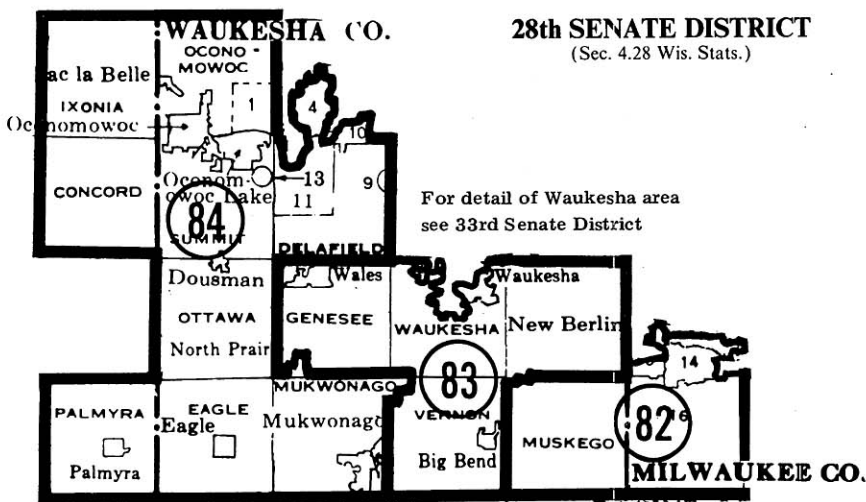 WAUKESHA CO.
28th SENATE DISTRICT
(Sec. 4.28 Wis. Stats.)
OCONO-
MOWOC
ac la Belle
IXONIA
1
4
Oconomowoc
10
CONCORD
Oconom-
owoc Lake
13
11
9
For detail of Waukesha area
see 33rd Senate District
84
SUMMIT
DELAFIELD
Dousman
Wales
Waukesha
OTTAWA
GENESEE
WAUKESHA
New Berlin
North Prair
14
MUKWONAGO
83
PALMYRA
EAGLE
Eagle
Mukwonago
VERNON
MUSKEGO
82
16
Palmyra
Big Bend
MILWAUKEE CO.